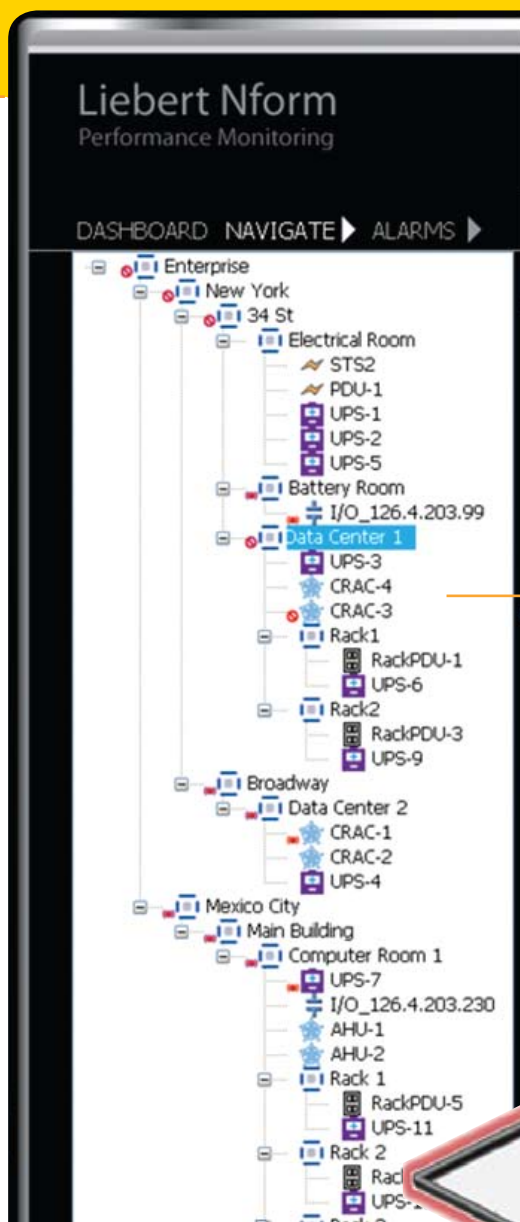 Liebert Nform
Performance Monitoring
DASHBOARD NAVIGATE ALARMS
Enterprise
New York
34 St
Electrical Room
STS2
PDU-1
UPS-1
UPS-2
UPS-5
Battery Room
I/O_126.4.203.99
Data Center 1
UPS-3
CRAC-4
CRAC-3
Rack1
RackPDU-1
UPS-6
Rack2
RackPDU-3
UPS-9
Broadway
Data Center 2
CRAC-1
CRAC-2
UPS-4
Mexico City
Main Building
Computer Room 1
UPS-7
I/O_126.4.203.230
AHU-1
AHU-2
Rack 1
RackPDU-5
UPS-11
Rack 2